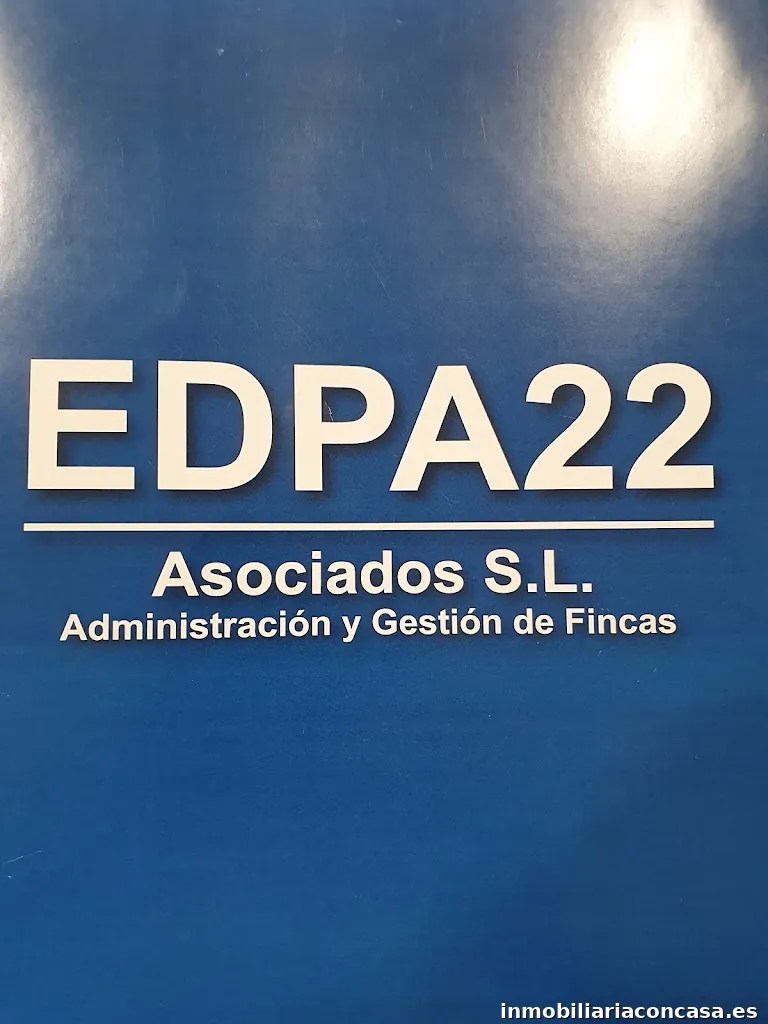 EDPA22
Asociados S.L.
Administración y Gestión de Fincas
inmobiliariaconcasa.es